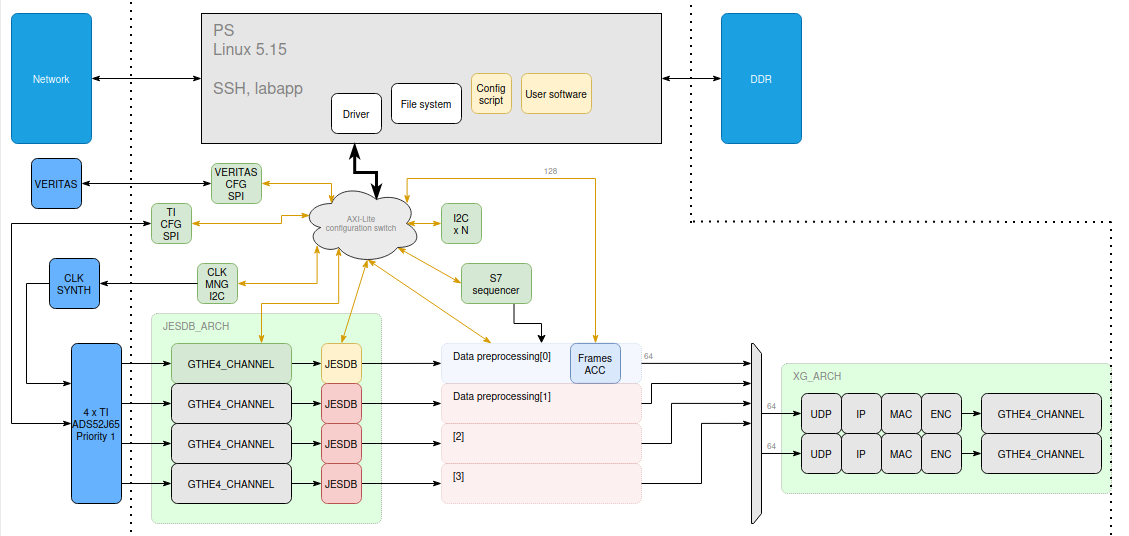 PS
Linux 5.15
SSH, labapp
Network
DDR
Driver
File system
Config
script
User software
VERITAS
VERITAS
CFG
SPI
128
TI
CFG
SPI
AXI-Lite
configuration switch
I2C
x N
CLK
SYNTH
CLK
MNG
I2C
S7
sequencer
JESDB_ARCH
GTHE4_CHANNEL
JESDB
Data preprocessing[0]
Frames
ACC
64
GTHE4_CHANNEL
JESDB
Data preprocessing[1]
4 x TI
ADS52J65
Priority 1
GTHE4_CHANNEL
JESDB
[2]
GTHE4_CHANNEL
JESDB
[3]
XG_ARCH
64
UDP
IP
MAC
ENC
GTHE4_CHANNEL
64
UDP
IP
MAC
ENC
GTHE4_CHANNEL